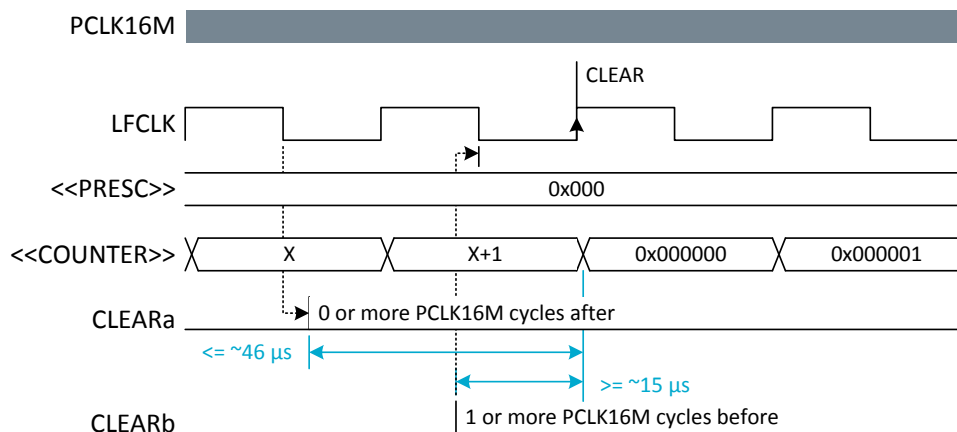 PCLK16M
CLEAR
LFCLK
<<PRESC>> 0x000
<<COUNTER>> X X+1 0x000000 0x000001
0 or more PCLK16M cycles after
CLEARa
<= ~46 μs
>= ~15 μs
1 or more PCLK16M cycles before
CLEARb